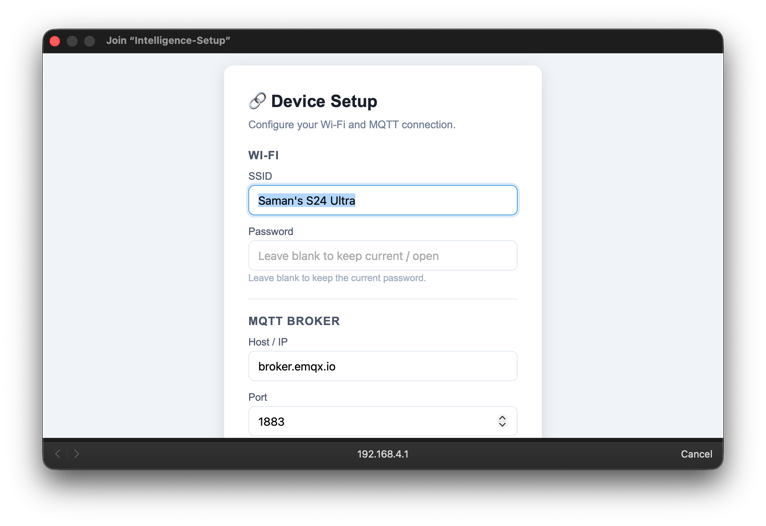 Join “Intelligence-Setup”
🔗 Device Setup
Configure your Wi-Fi and MQTT connection.
WI-FI
SSID
Saman's S24 Ultra
Password
Leave blank to keep current / open
Leave blank to keep the current password.
MQTT BROKER
Host / IP
broker.emqx.io
Port
1883
192.168.4.1
Cancel